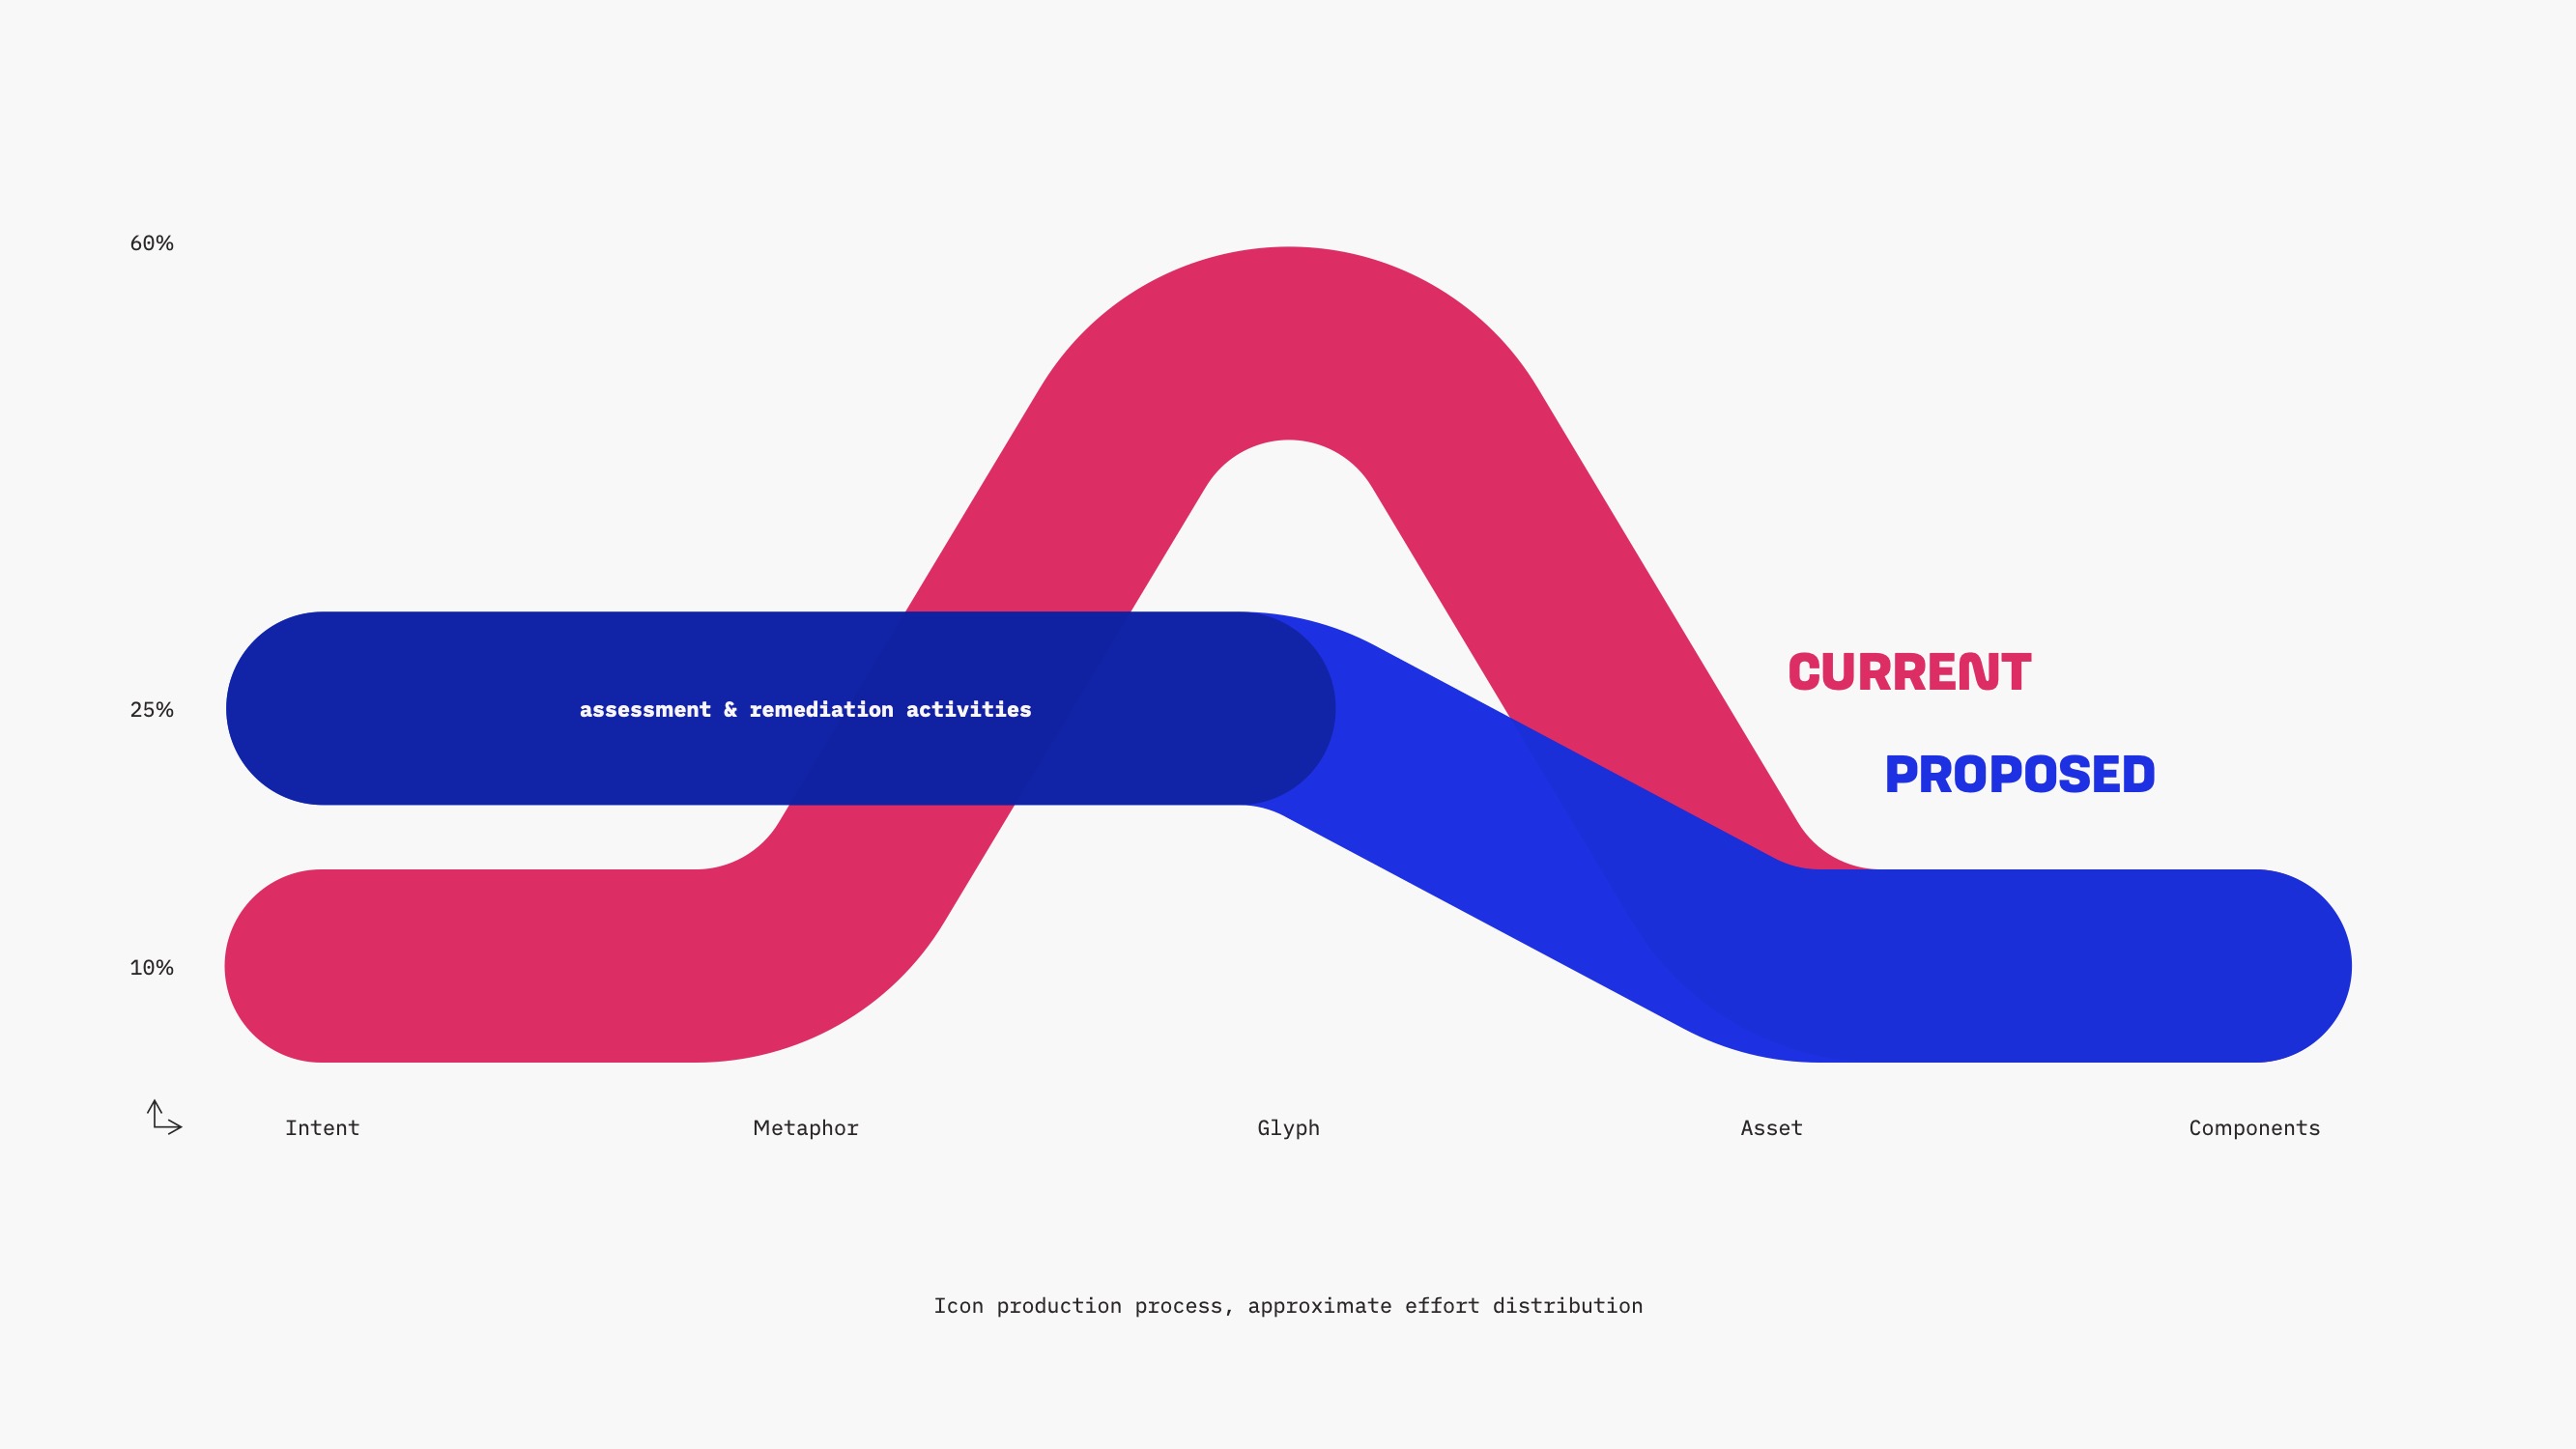 60%
CURRENT
25%
assessment & remediation activities
PROPOSED
10%
Intent
Metaphor
Glyph
Asset
Components
Icon production process, approximate effort distribution